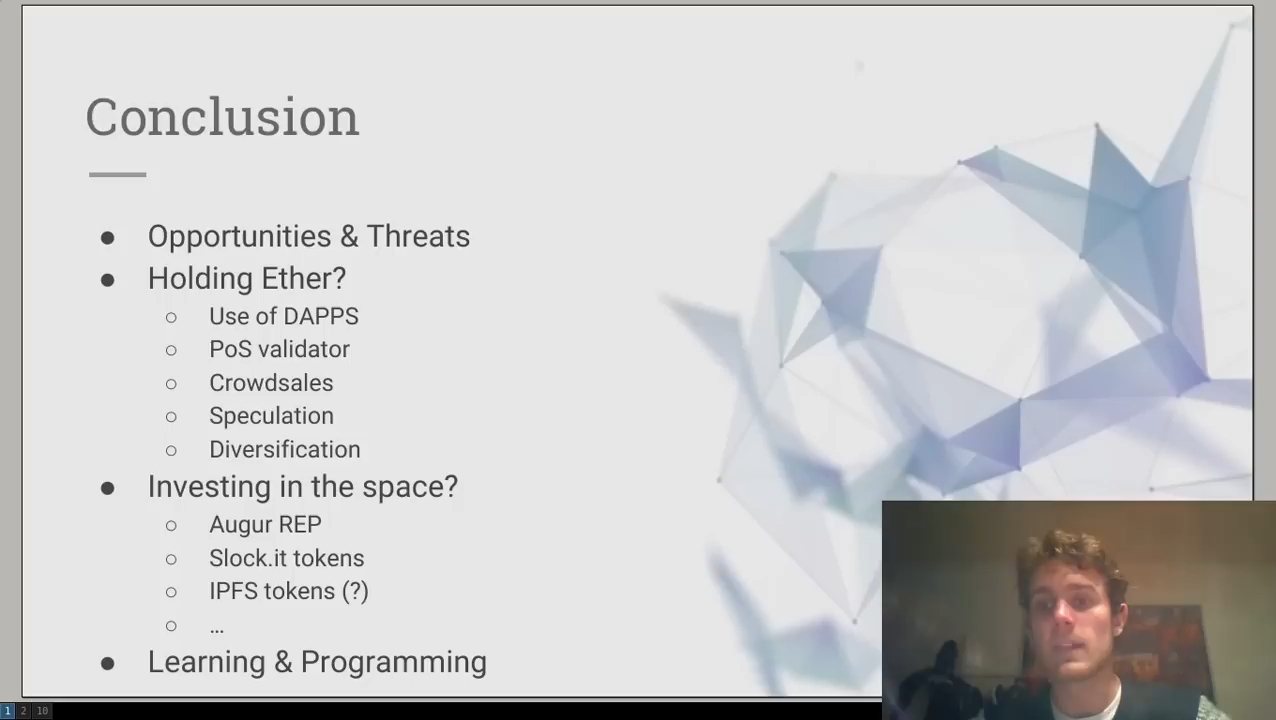 Conclusion
● Opportunities & Threats
● Holding Ether?
○ Use of DAPPS
○ PoS validator
○ Crowdsales
○ Speculation
○ Diversification
● Investing in the space?
○ Augur REP
○ Slock.it tokens
○ IPFS tokens (?)
○ ...
● Learning & Programming
1 2 10